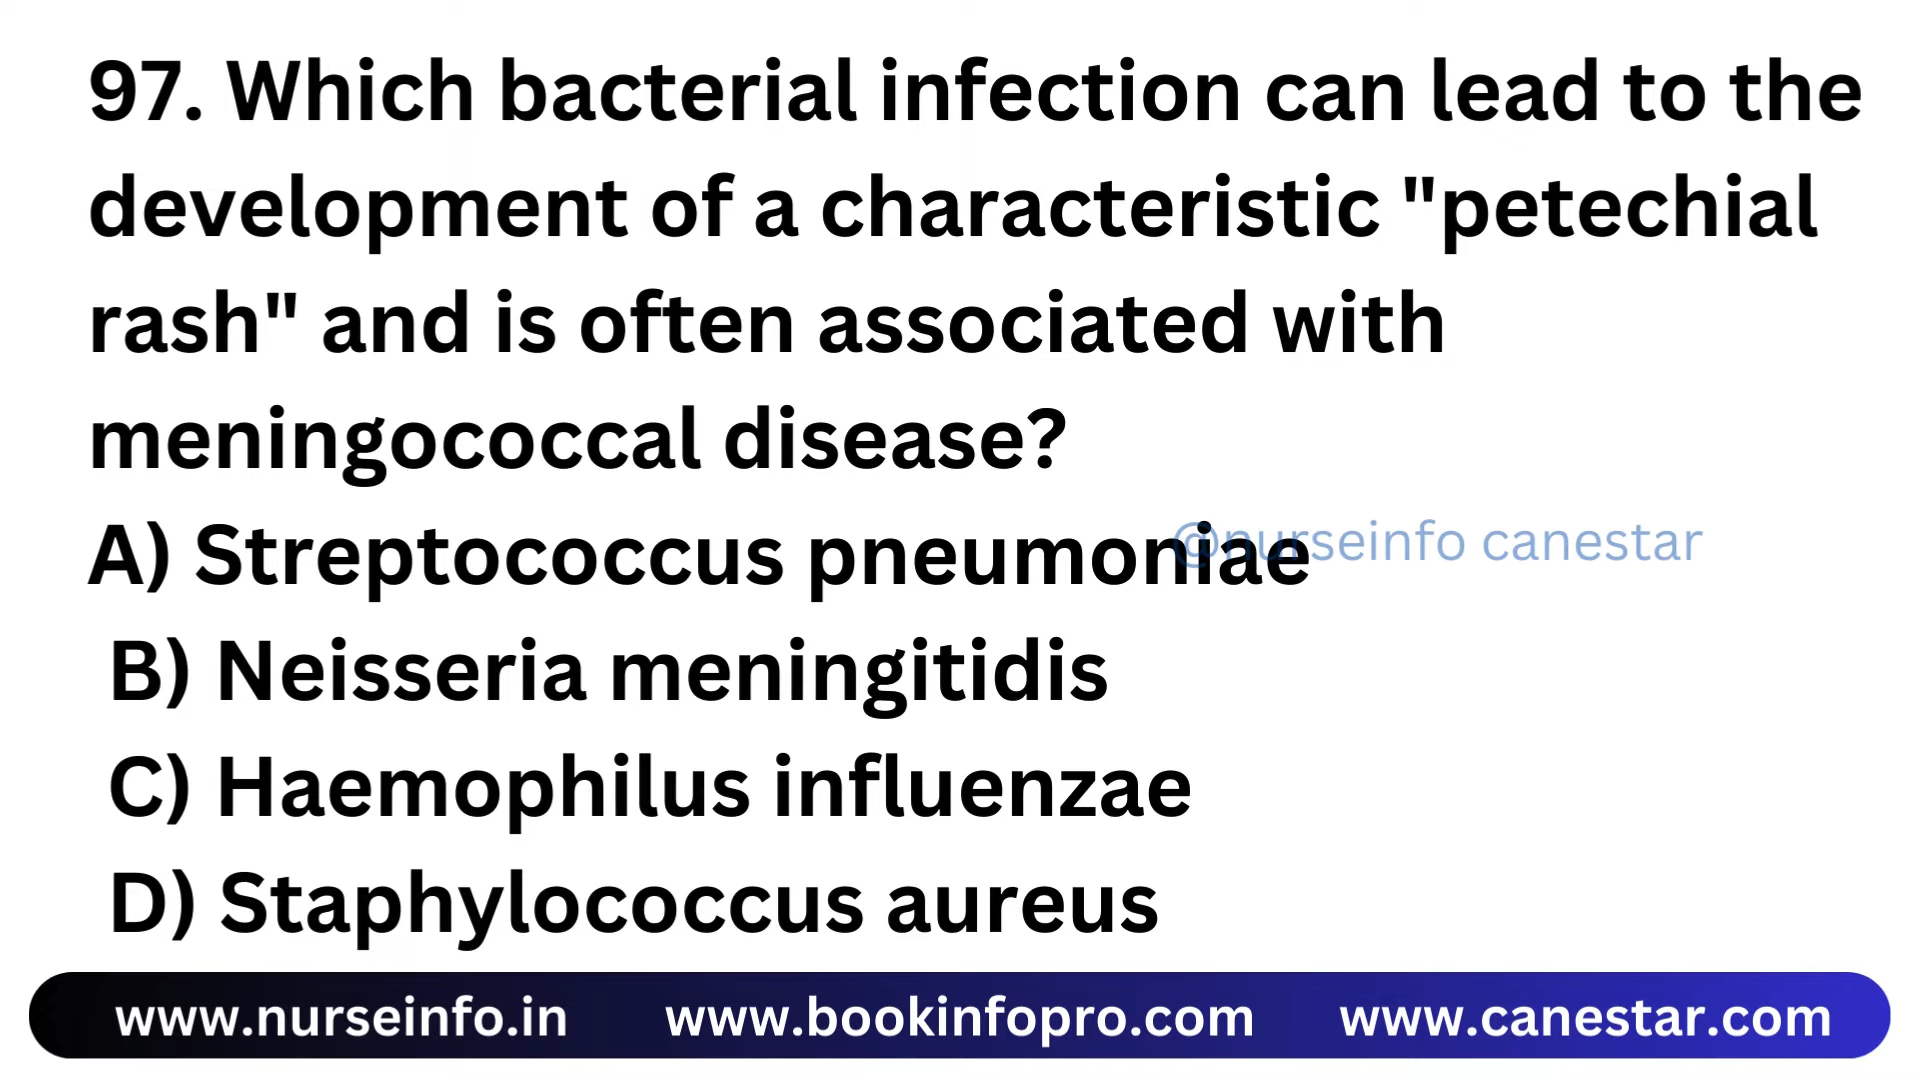 97. Which bacterial infection can lead to the
development of a characteristic "petechial
rash" and is often associated with
meningococcal disease?
A) Streptococcus pneumoniae
@nurseinfo canestar
B) Neisseria meningitidis
C) Haemophilus influenzae
D) Staphylococcus aureus
www.nurseinfo.in www.bookinfopro.com www.canestar.com